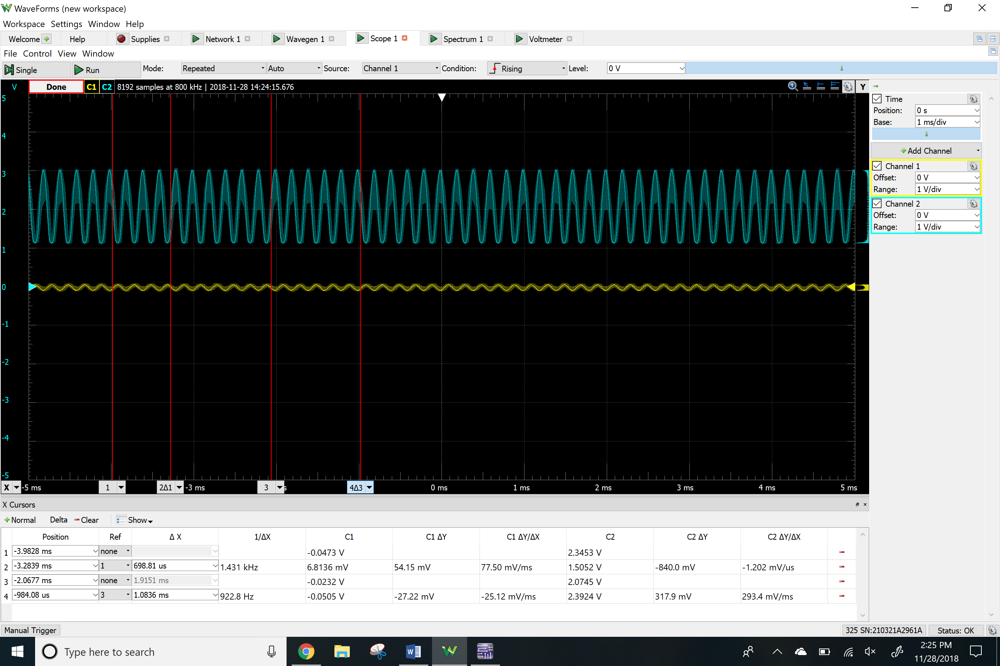 WaveForms (new workspace)
Workspace Settings Window Help
Welcome Help Supplies Network 1 Wavegen 1 Scope 1 Spectrum 1 Voltmeter
File Control View Window
Single Run Mode: Repeated Auto Source: Channel 1 Condition: Rising Level: 0 V
V Done C1 C2 8192 samples at 800 kHz | 2018-11-28 14:24:15.676 Y
Time
Position: 0 s
Base: 1 ms/div
Add Channel
Channel 1
Offset: 0 V
Range: 1 V/div
Channel 2
Offset: 0 V
Range: 1 V/div
5
4
3
2
1
0
-1
-2
-3
-4
-5
X -5 ms 1 2Δ1 -3 ms 3 s 4Δ3 0 ms 1 ms 2 ms 3 ms 4 ms 5 ms
X Cursors
Normal Delta Clear Show
Position Ref Δ X 1/ΔX C1 C1 ΔY C1 ΔY/ΔX C2 C2 ΔY C2 ΔY/ΔX
1 -3.9828 ms none -0.0473 V 2.3453 V
2 -3.2839 ms 1 698.81 us 1.431 kHz 6.8136 mV 54.15 mV 77.50 mV/ms 1.5052 V -840.0 mV -1.202 mV/us
3 -2.0677 ms none 1.9151 ms -0.0232 V 2.0745 V
4 -984.08 us 3 1.0836 ms 922.8 Hz -0.0505 V -27.22 mV -25.12 mV/ms 2.3924 V 317.9 mV 293.4 mV/ms
Manual Trigger 325 SN:210321A2961A Status: OK
Type here to search
2:25 PM
11/28/2018